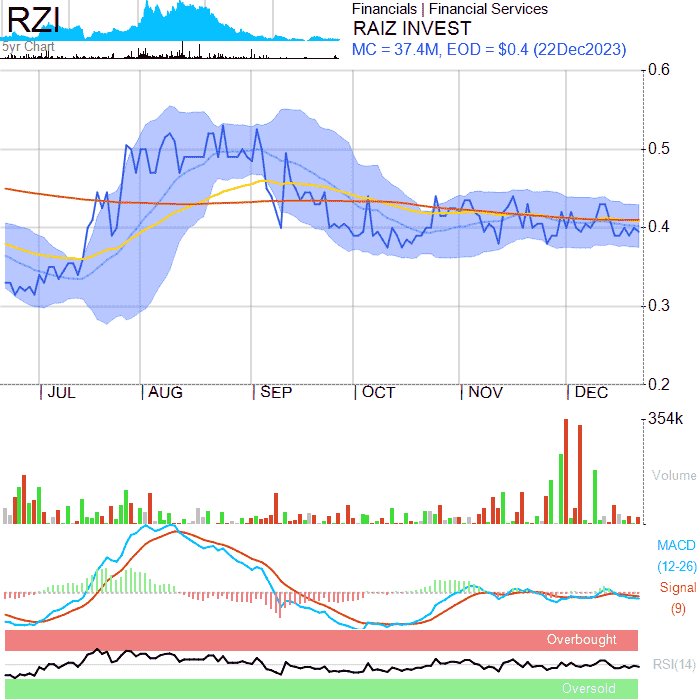 RZI
5yr Chart
Financials | Financial Services
RAIZ INVEST
MC = 37.4M, EOD = $0.4 (22Dec2023)
0.6
0.5
0.4
0.3
0.2
JUL AUG SEP OCT NOV DEC
354k
Volume
MACD
(12-26)
Signal
(9)
Overbought
RSI(14)
Oversold